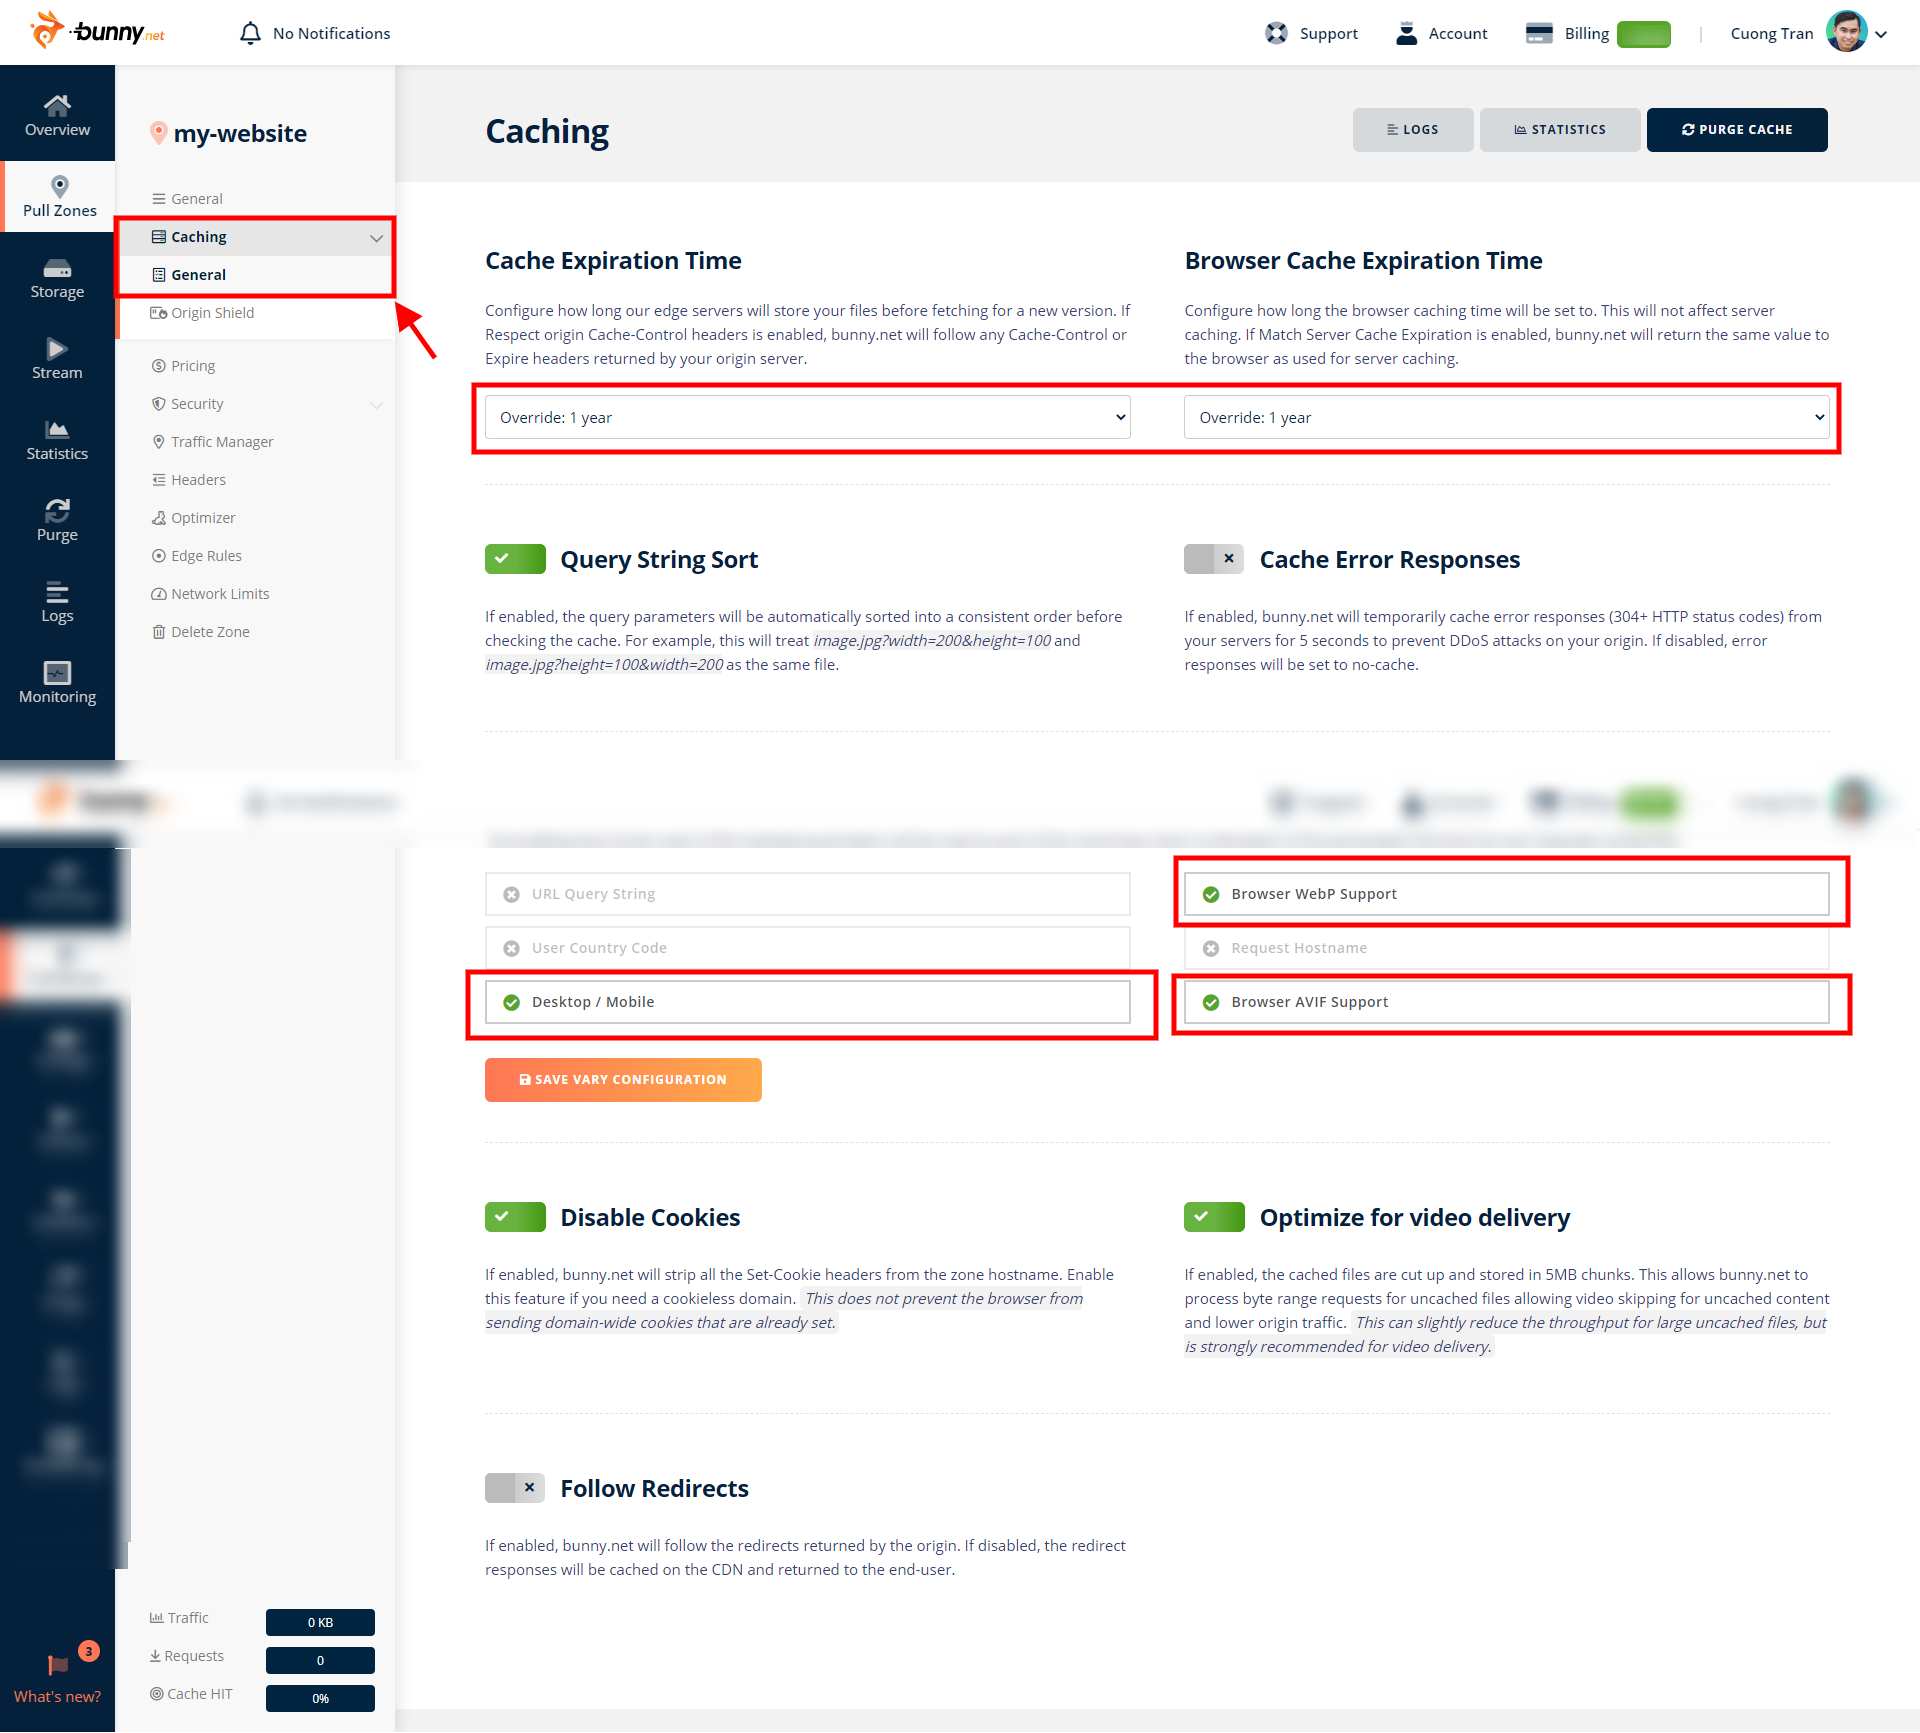 bunny.net
No Notifications
Support
Account
Billing
Cuong Tran
Overview
Pull Zones
Storage
Stream
Statistics
Purge
Logs
Monitoring
my-website
General
Caching
General
Origin Shield
Pricing
Security
Traffic Manager
Headers
Optimizer
Edge Rules
Network Limits
Delete Zone
Caching
LOGS
STATISTICS
PURGE CACHE
Cache Expiration Time
Configure how long our edge servers will store your files before fetching for a new version. If
Respect origin Cache-Control headers is enabled, bunny.net will follow any Cache-Control or
Expire headers returned by your origin server.
Override: 1 year
Browser Cache Expiration Time
Configure how long the browser caching time will be set to. This will not affect server
caching. If Match Server Cache Expiration is enabled, bunny.net will return the same value to
the browser as used for server caching.
Override: 1 year
Query String Sort
If enabled, the query parameters will be automatically sorted into a consistent order before
checking the cache. For example, this will treat image.jpg?width=200&height=100 and
image.jpg?height=100&width=200 as the same file.
Cache Error Responses
If enabled, bunny.net will temporarily cache error responses (304+ HTTP status codes) from
your servers for 5 seconds to prevent DDoS attacks on your origin. If disabled, error
responses will be set to no-cache.
URL Query String
Browser WebP Support
User Country Code
Request Hostname
Desktop / Mobile
Browser AVIF Support
SAVE VARY CONFIGURATION
Disable Cookies
If enabled, bunny.net will strip all the Set-Cookie headers from the zone hostname. Enable
this feature if you need a cookieless domain. This does not prevent the browser from
sending domain-wide cookies that are already set.
Optimize for video delivery
If enabled, the cached files are cut up and stored in 5MB chunks. This allows bunny.net to
process byte range requests for uncached files allowing video skipping for uncached content
and lower origin traffic. This can slightly reduce the throughput for large uncached files, but
is strongly recommended for video delivery.
Follow Redirects
If enabled, bunny.net will follow the redirects returned by the origin. If disabled, the redirect
responses will be cached on the CDN and returned to the end-user.
Traffic 0 KB
Requests 0
Cache HIT 0%
3
What's new?